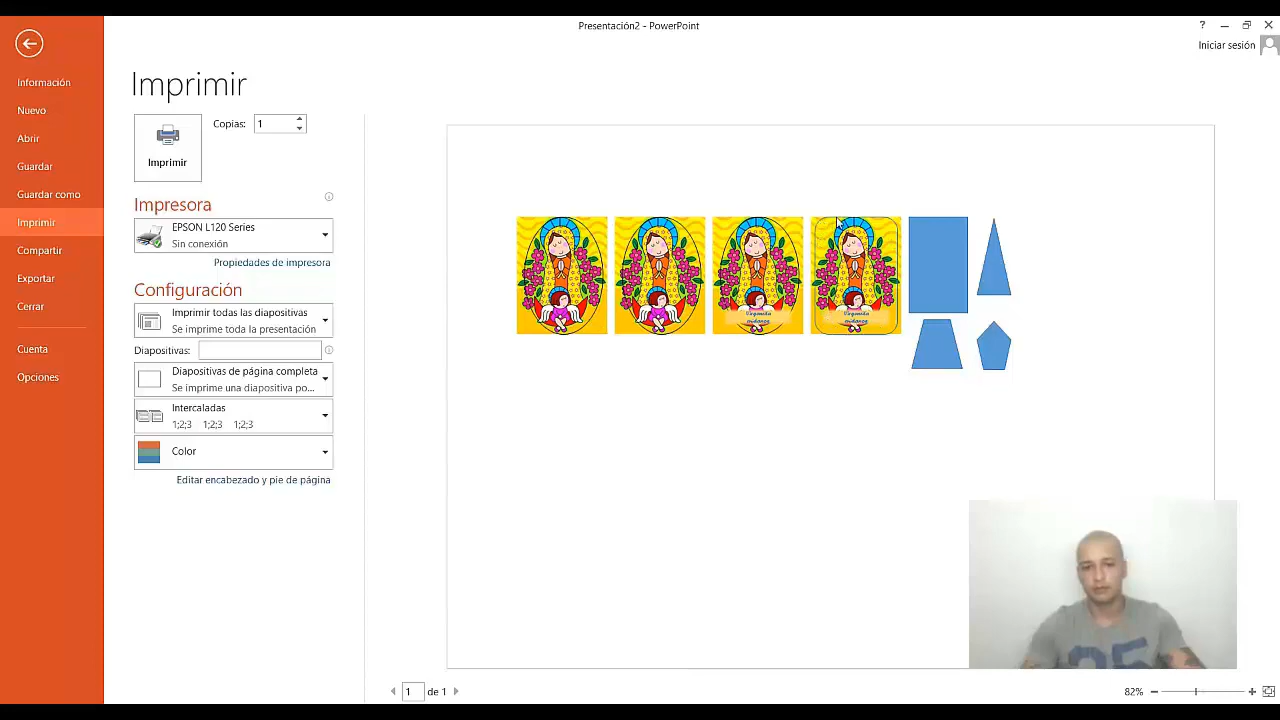 Presentación2 - PowerPoint
?
Iniciar sesión
Información
Nuevo
Abrir
Guardar
Guardar como
Imprimir
Compartir
Exportar
Cerrar
Cuenta
Opciones
Imprimir
Imprimir
Copias: 1
Impresora
EPSON L120 Series
Sin conexión
Propiedades de impresora
Configuración
Imprimir todas las diapositivas
Se imprime toda la presentación
Diapositivas:
Diapositivas de página completa
Se imprime una diapositiva po...
Intercaladas
1;2;3 1;2;3 1;2;3
Color
Editar encabezado y pie de página
1 de 1
82%